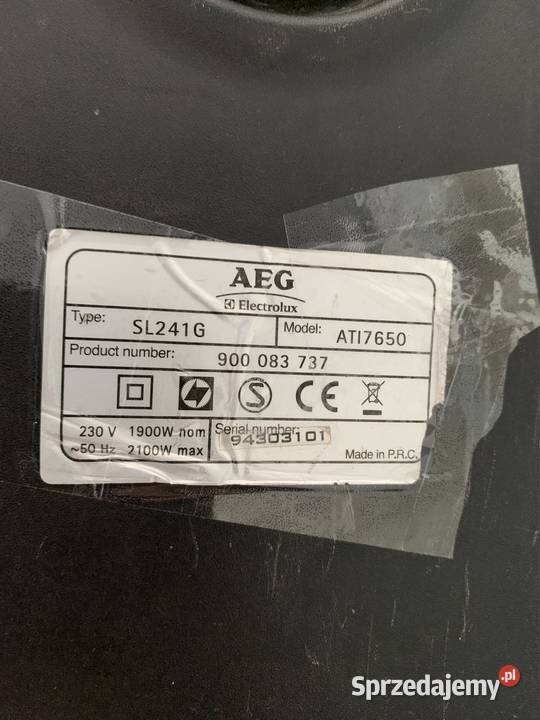 AEG
Electrolux
Type: SL241G Model: ATI7650
Product number: 900 083 737
S CE
230 V 1900W nom Serial number:
~50 Hz 2100W max 94303101
Made in P.R.C.
Sprzedajemy.pl